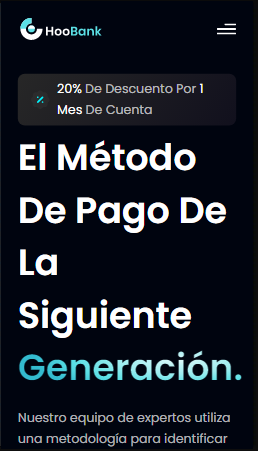 HooBank
20% De Descuento Por 1
Mes De Cuenta
El Método
De Pago De
La
Siguiente
Generación.
Nuestro equipo de expertos utiliza
una metodología para identificar